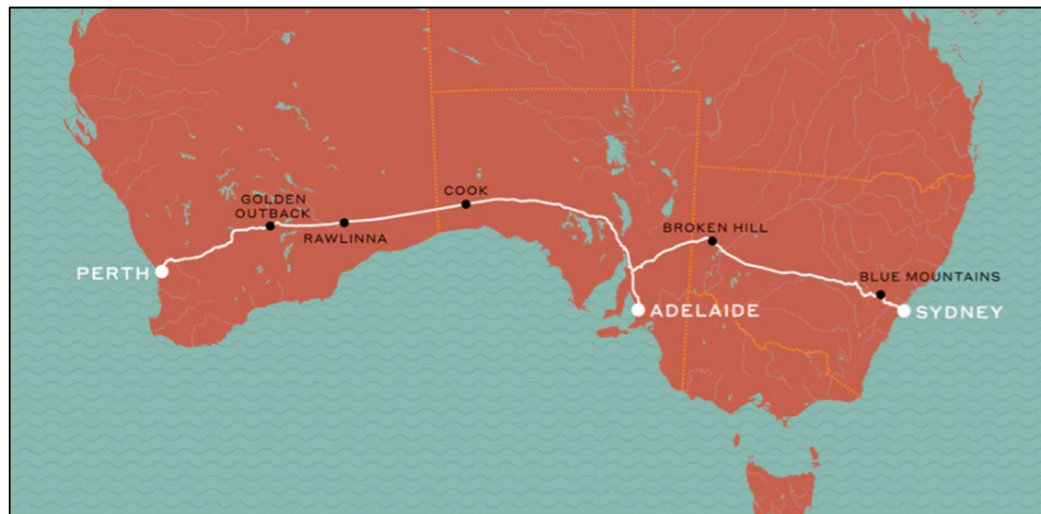 COOK
GOLDEN
OUTBACK
RAWLINNA
BROKEN HILL
PERTH
BLUE MOUNTAINS
ADELAIDE
SYDNEY